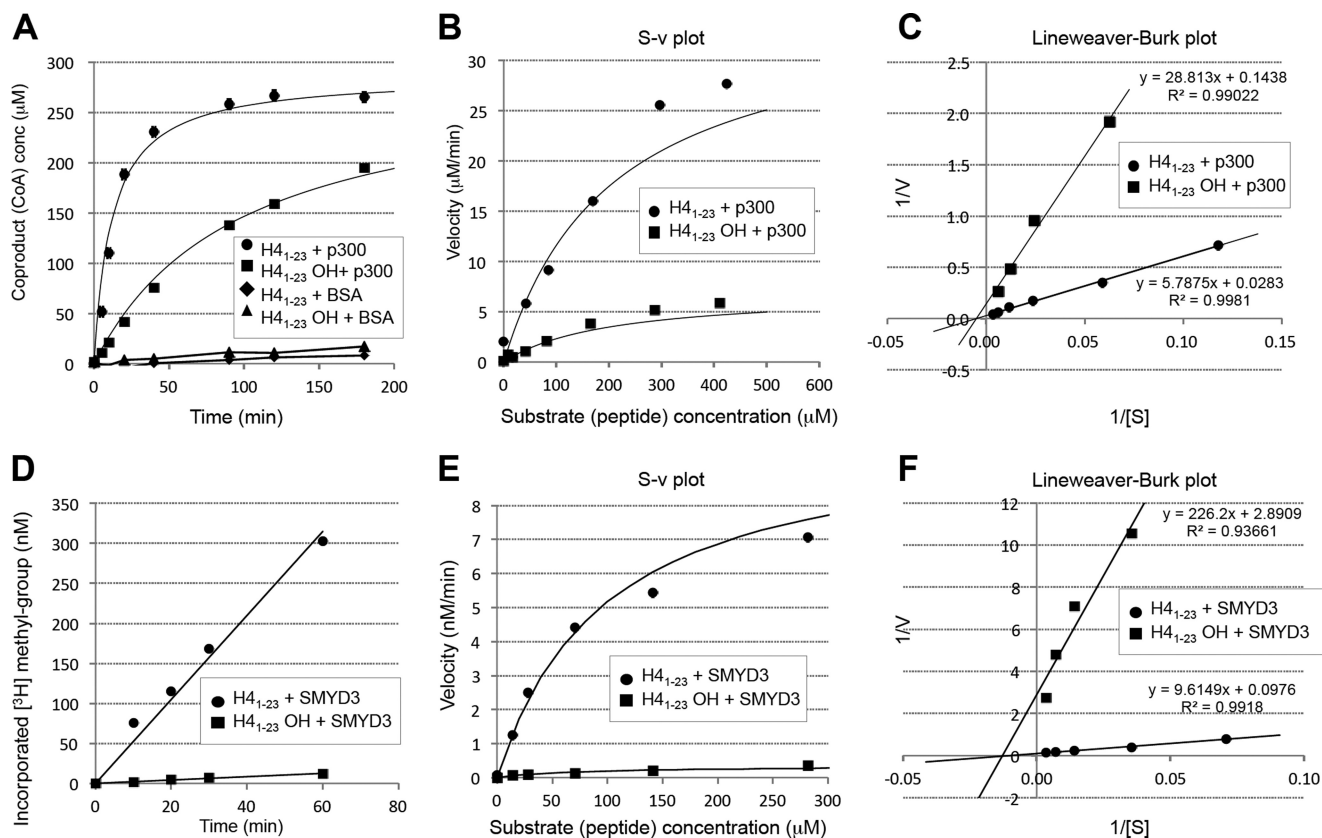 A
300
250
200
150
100
50
0
0 50 100 150 200
Coproduct (CoA) conc (μM)
Time (min)
H4₁₋₂₃ + p300
H4₁₋₂₃ OH+ p300
H4₁₋₂₃ + BSA
H4₁₋₂₃ OH + BSA
B
S-v plot
30
25
20
15
10
5
0
0 100 200 300 400 500 600
Velocity (μM/min)
Substrate (peptide) concentration (μM)
H4₁₋₂₃ + p300
H4₁₋₂₃ OH + p300
C
Lineweaver-Burk plot
2.5
2.0
1.5
1.0
0.5
0.0
-0.5
-0.05 0.00 0.05 0.10 0.15
1/V
1/[S]
y = 28.813x + 0.1438
R² = 0.99022
H4₁₋₂₃ + p300
H4₁₋₂₃ OH + p300
y = 5.7875x + 0.0283
R² = 0.9981
D
350
300
250
200
150
100
50
0
0 20 40 60 80
Incorporated [³H] methyl-group (nM)
Time (min)
H4₁₋₂₃ + SMYD3
H4₁₋₂₃ OH + SMYD3
E
S-v plot
8
7
6
5
4
3
2
1
0
0 50 100 150 200 250 300
Velocity (nM/min)
Substrate (peptide) concentration (μM)
H4₁₋₂₃ + SMYD3
H4₁₋₂₃ OH + SMYD3
F
Lineweaver-Burk plot
12
10
8
6
4
2
0
-2
-0.05 0.00 0.05 0.10
1/V
1/[S]
y = 226.2x + 2.8909
R² = 0.93661
H4₁₋₂₃ + SMYD3
H4₁₋₂₃ OH + SMYD3
y = 9.6149x + 0.0976
R² = 0.9918